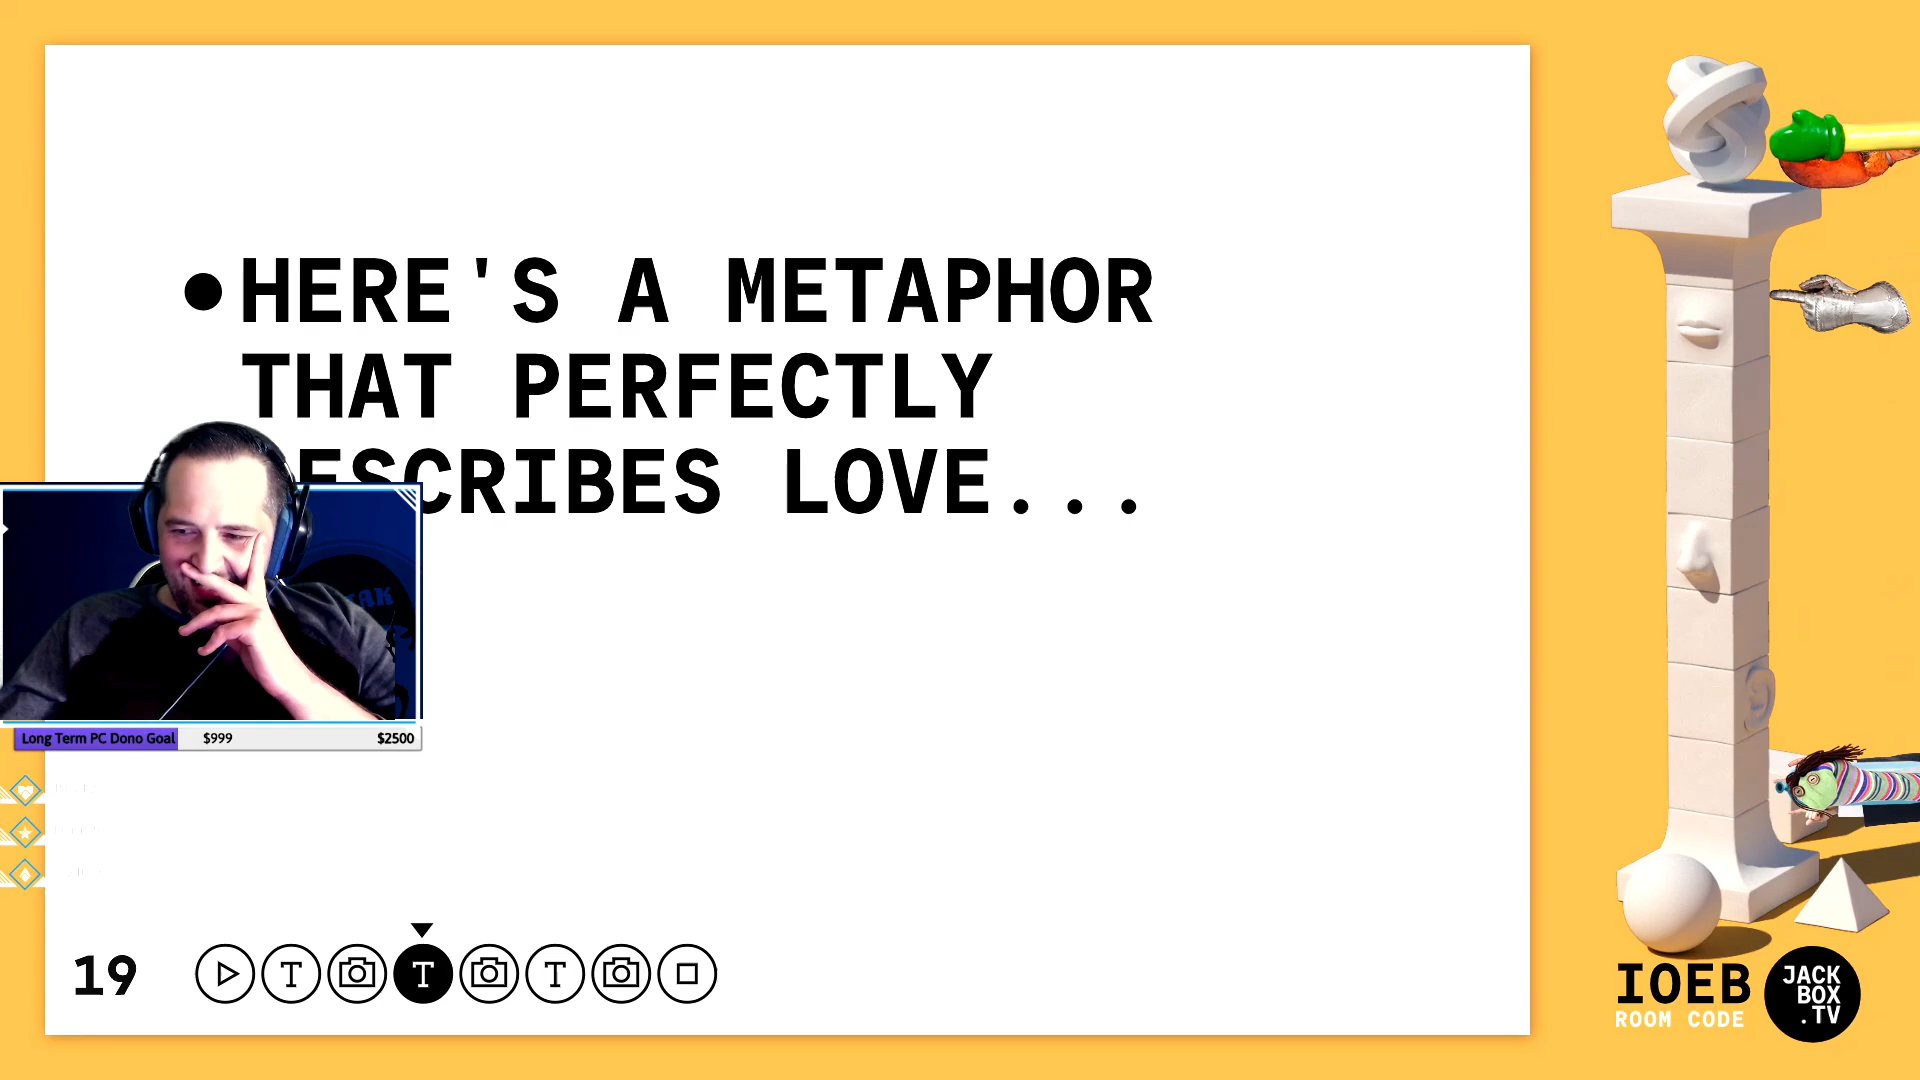 •HERE'S A METAPHOR
THAT PERFECTLY
ESCRIBES LOVE...
Long Term PC Dono Goal $999 $2500
19 T T T
IOEB
ROOM CODE
JACK
BOX
.TV